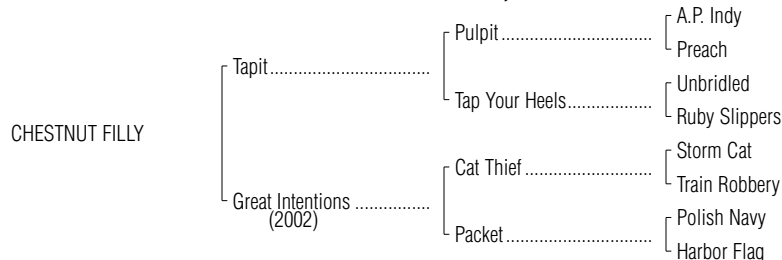 A.P. Indy
Pulpit................................
Preach
Tapit................................
Tap Your Heels..................
Unbridled
Ruby Slippers
CHESTNUT FILLY
Storm Cat
Cat Thief ...........................
Train Robbery
Great Intentions ...............
(2002)
Polish Navy
Packet................................
Harbor Flag